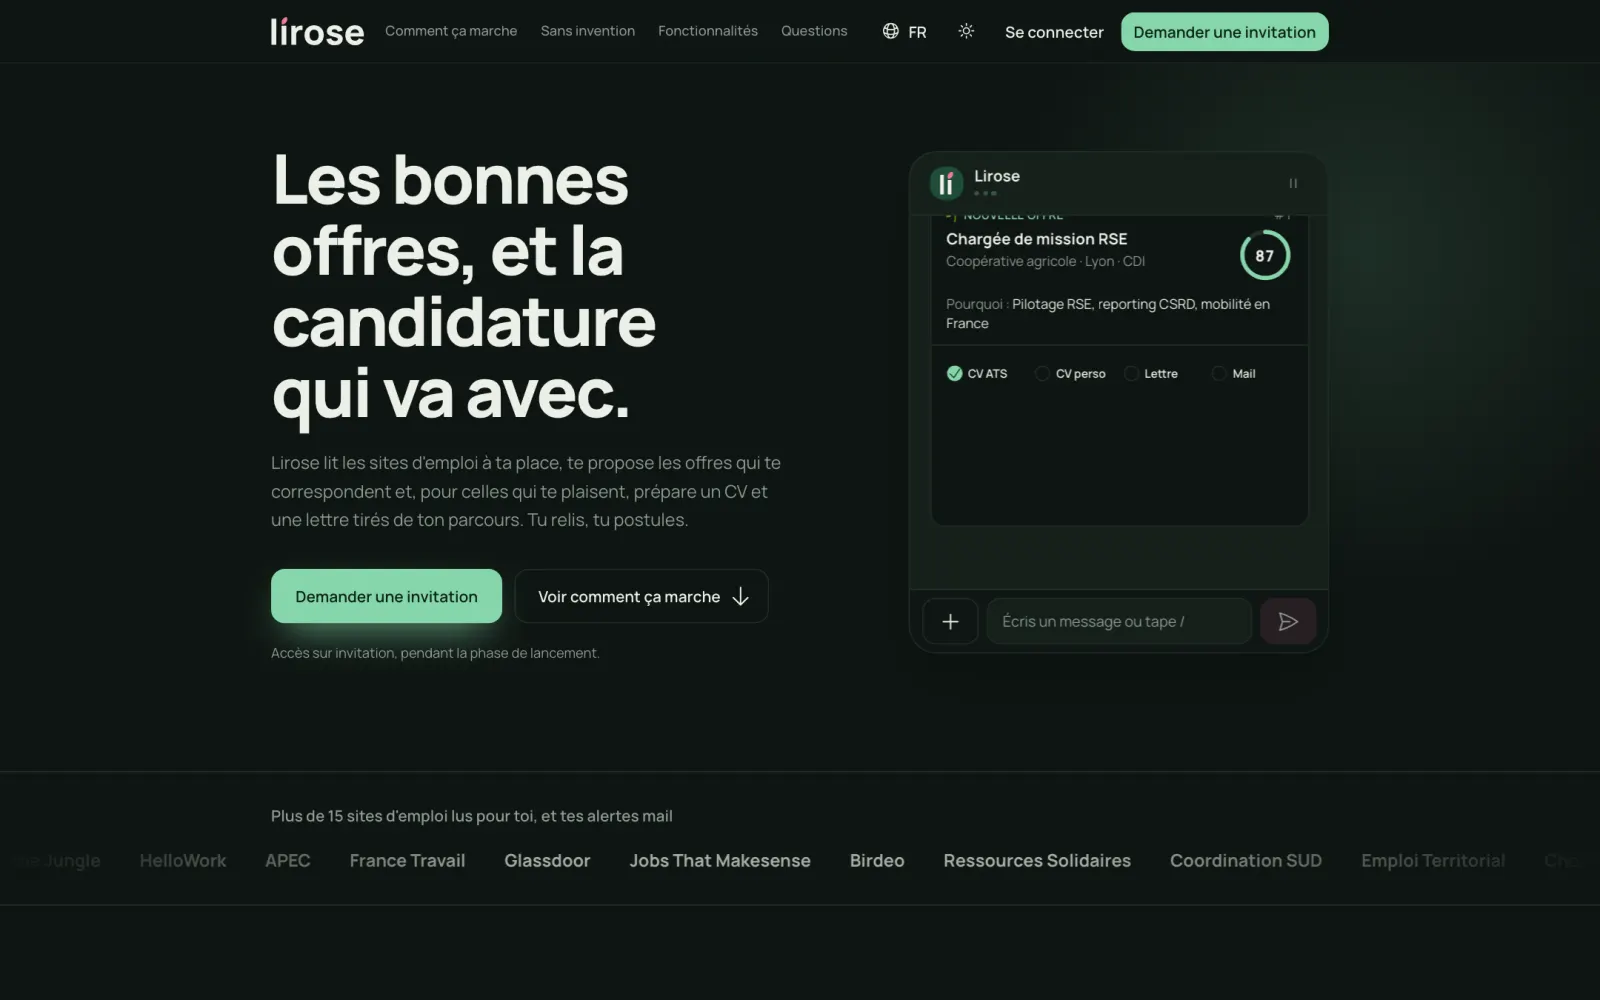 lirose
Comment ça marche
Sans invention
Fonctionnalités
Questions
FR
Se connecter
Demander une invitation
Les bonnes
offres, et la
candidature
qui va avec.
Lirose lit les sites d'emploi à ta place, te propose les offres qui te
correspondent et, pour celles qui te plaisent, prépare un CV et
une lettre tirés de ton parcours. Tu relis, tu postules.
Demander une invitation
Voir comment ça marche
Accès sur invitation, pendant la phase de lancement.
li
Lirose
NOUVELLE OFFRE
Chargée de mission RSE
87
Coopérative agricole · Lyon · CDI
Pourquoi : Pilotage RSE, reporting CSRD, mobilité en
France
CV ATS
CV perso
Lettre
Mail
Écris un message ou tape /
Plus de 15 sites d'emploi lus pour toi, et tes alertes mail
Jungle
HelloWork
APEC
France Travail
Glassdoor
Jobs That Makesense
Birdeo
Ressources Solidaires
Coordination SUD
Emploi Territorial